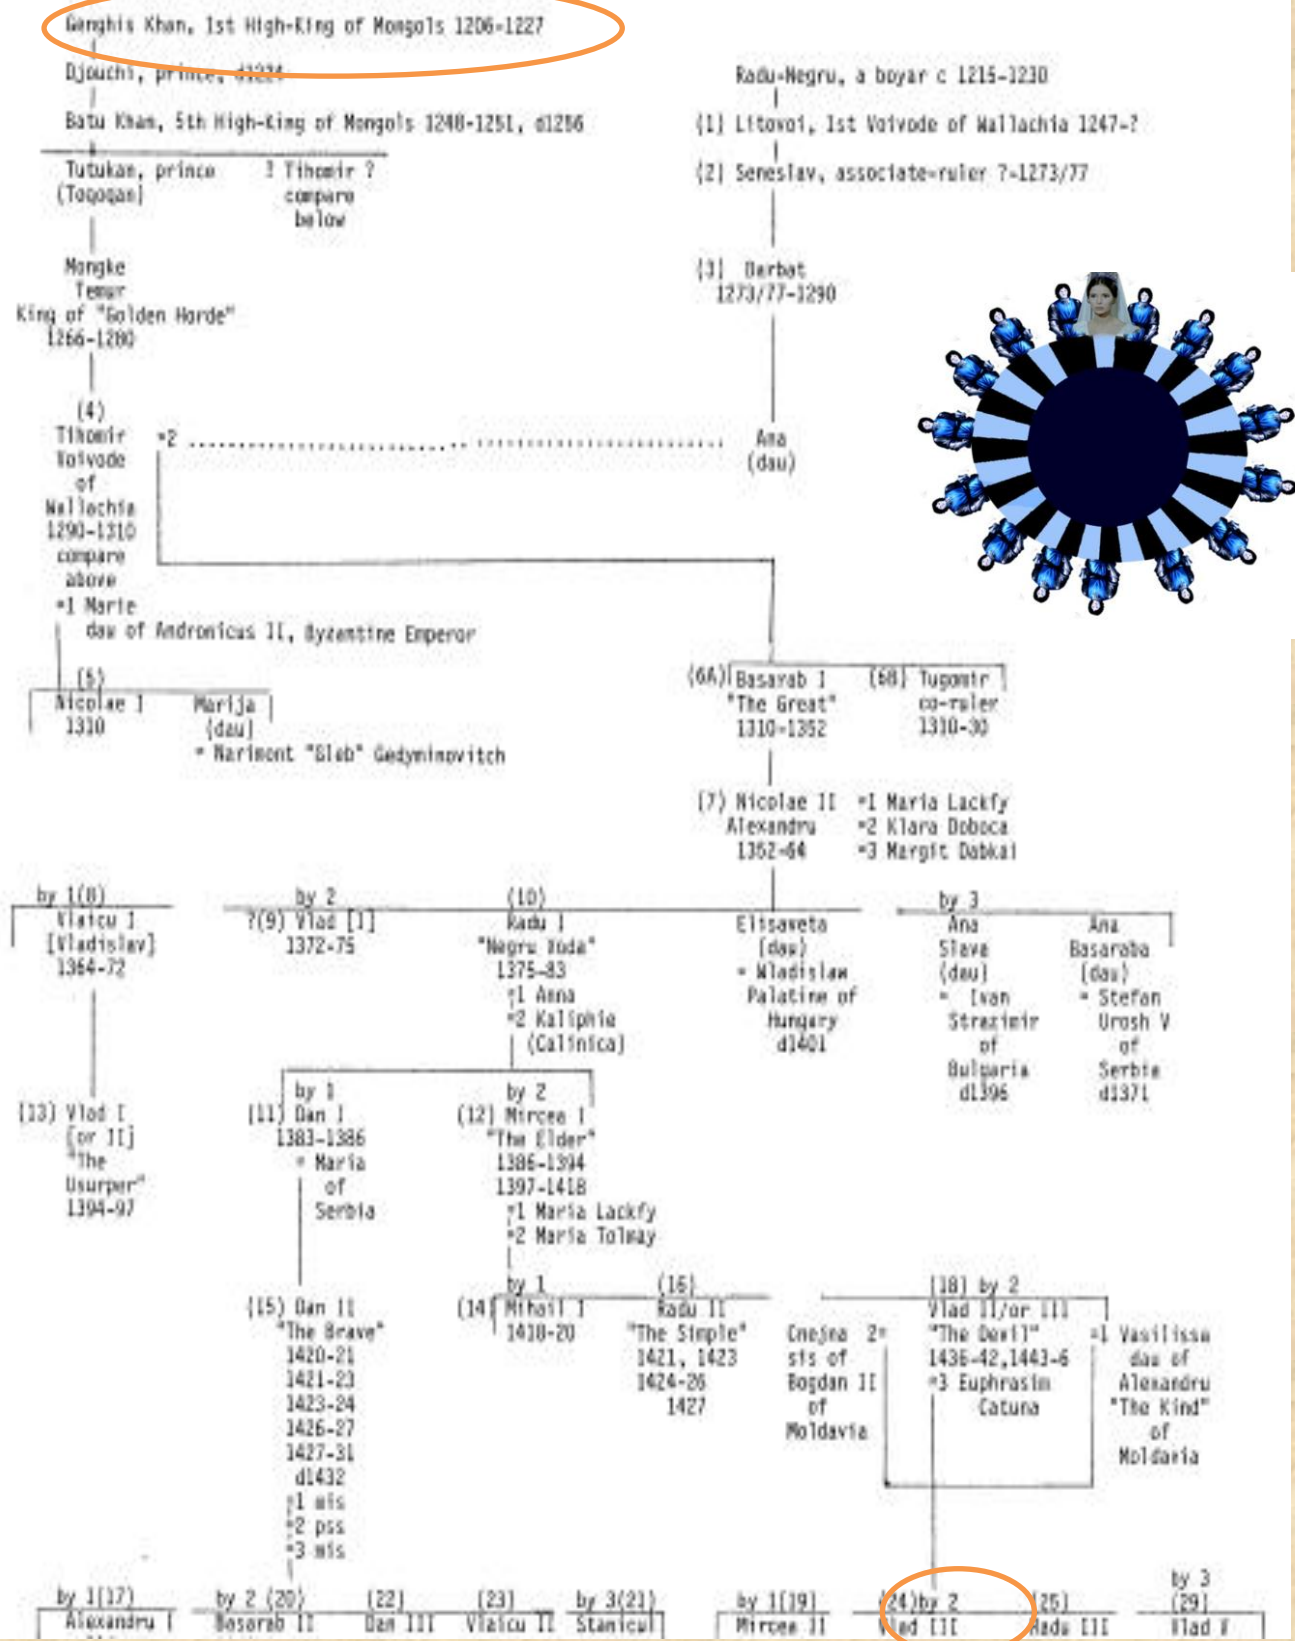 Genghis Khan, 1st High-King of Mongols 1206-1227
Djouchi, prince, d1224
Batu Khan, 5th High-King of Mongols 1248-1251, d1256
Tutukan, prince
(Toqoqan)
? Tihomir ?
compare
below
Mongke
Temur
King of "Golden Horde"
1266-1280
(4)
Tihomir
Voivode
of
Wallachia
1290-1310
compare
above
=1 Marie
dau of Andronicus II, Byzantine Emperor
=2
Radu-Negru, a boyar c 1215-1230
(1) Litovoi, 1st Voivode of Wallachia 1247-?
(2) Seneslav, associate-ruler ?-1273/77
(3) Barbat
1273/77-1290
Ana
(dau)
(5)
Nicolae I
1310
Marija
(dau)
= Narimont "Gleb" Gedyminovitch
(6A) Basarab I
"The Great"
1310-1352
(6B) Tugomir
co-ruler
1310-30
(7) Nicolae II
Alexandru
1352-64
=1 Maria Lackfy
=2 Klara Doboca
=3 Margit Dabkai
by 1(8)
Vlaicu I
[Vladislav]
1364-72
by 2
?(9) Vlad [I]
1372-75
(10)
Radu I
"Negru Voda"
1375-83
=1 Anna
=2 Kaliphie
(Calinica)
Elisaveta
(dau)
= Wladislaw
Palatine of
Hungary
d1401
by 3
Ana
Slava
(dau)
= Ivan
Strazimir
of
Bulgaria
d1396
Ana
Basaraba
(dau)
= Stefan
Urosh V
of
Serbia
d1371
(13) Vlad I
[or II]
"The
Usurper"
1394-97
by 1
(11) Dan I
1383-1386
= Maria
of
Serbia
by 2
(12) Mircea I
"The Elder"
1386-1394
1397-1418
=1 Maria Lackfy
=2 Maria Tolmay
(15) Dan II
"The Brave"
1420-21
1421-23
1423-24
1426-27
1427-31
d1432
=1 mis
=2 pss
=3 mis
by 1
(14) Mihail I
1418-20
(16)
Radu II
"The Simple"
1421, 1423
1424-26
1427
Cnejna 2=
sis of
Bogdan II
of
Moldavia
(18) by 2
Vlad II/or III
"The Devil"
1436-42,1443-6
=3 Euphrasim
Catuna
=1 Vasilissa
dau of
Alexandru
"The Kind"
of
Moldavia
by 1(17)
Alexandru I
by 2 (20)
Basarab II
(22)
Dan III
(23)
Vlaicu II
by 3(21)
Stanicul
by 1(19)
Mircea II
(24)by 2
Vlad III
(25)
Radu III
by 3
(29)
Vlad V